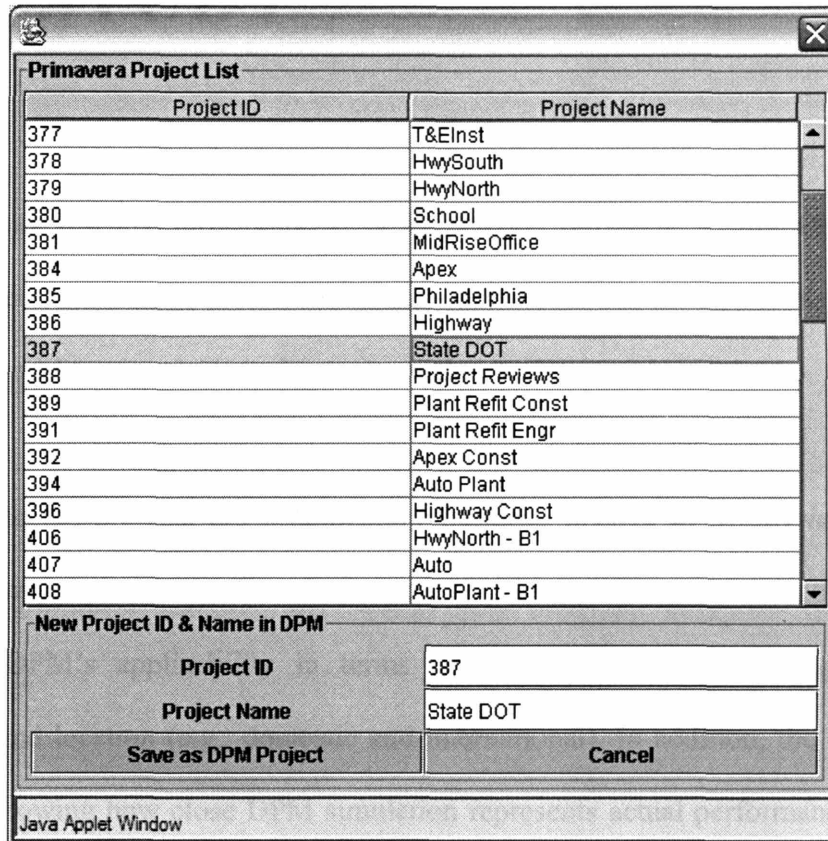 Primavera Project List
Project ID Project Name
377 T&EInst
378 HwySouth
379 HwyNorth
380 School
381 MidRiseOffice
384 Apex
385 Philadelphia
386 Highway
387 State DOT
388 Project Reviews
389 Plant Refit Const
391 Plant Refit Engr
392 Apex Const
394 Auto Plant
396 Highway Const
406 HwyNorth - B1
407 Auto
408 AutoPlant - B1
New Project ID & Name in DPM
Project ID 387
Project Name State DOT
Save as DPM Project Cancel
Java Applet Window